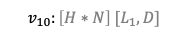 v₁₀: [H * N] [L₁, D]